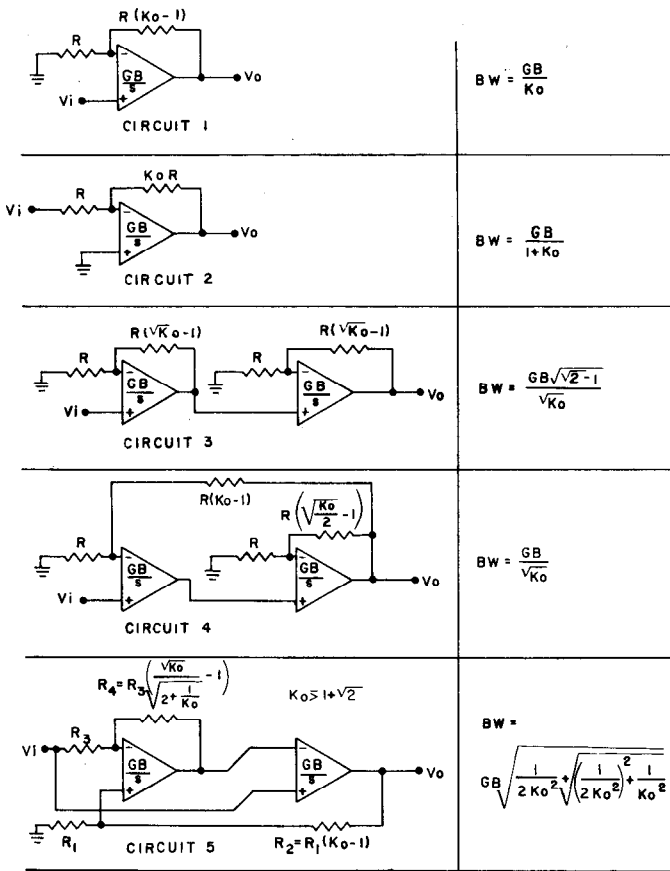 R(Ko-1)
R
GB/s
Vi
Vo
CIRCUIT 1
BW = GB/Ko
KoR
Vi
R
GB/s
Vo
CIRCUIT 2
BW = GB/(1+Ko)
R(√Ko-1)
R(√Ko-1)
R
GB/s
R
GB/s
Vi
Vo
CIRCUIT 3
BW = GB√(√2-1)/√Ko
R(Ko-1)
R(√(Ko/2)-1)
R
GB/s
R
GB/s
Vi
Vo
CIRCUIT 4
BW = GB/√Ko
R4=R3(√Ko/√(2+1/Ko)-1)
Ko≥1+√2
Vi
R3
GB/s
GB/s
Vo
R1
R2=R1(Ko-1)
CIRCUIT 5
BW =
GB√(1/2Ko²+√((1/2Ko²)²+1/Ko²))